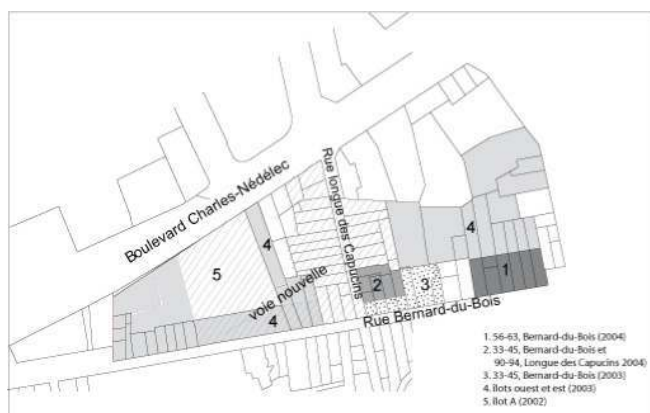 Boulevard Charles-Nédélec
Rue longue des Capucins
4
4
5
voie nouvelle
4
2
3
1
Rue Bernard-du-Bois
1. 56-63, Bernard-du-Bois (2004)
2. 33-45, Bernard-du-Bois et
90-94, Longue des Capucins 2004)
3. 33-45, Bernard-du-Bois (2003)
4. îlots ouest et est (2003)
5. îlot A (2002)